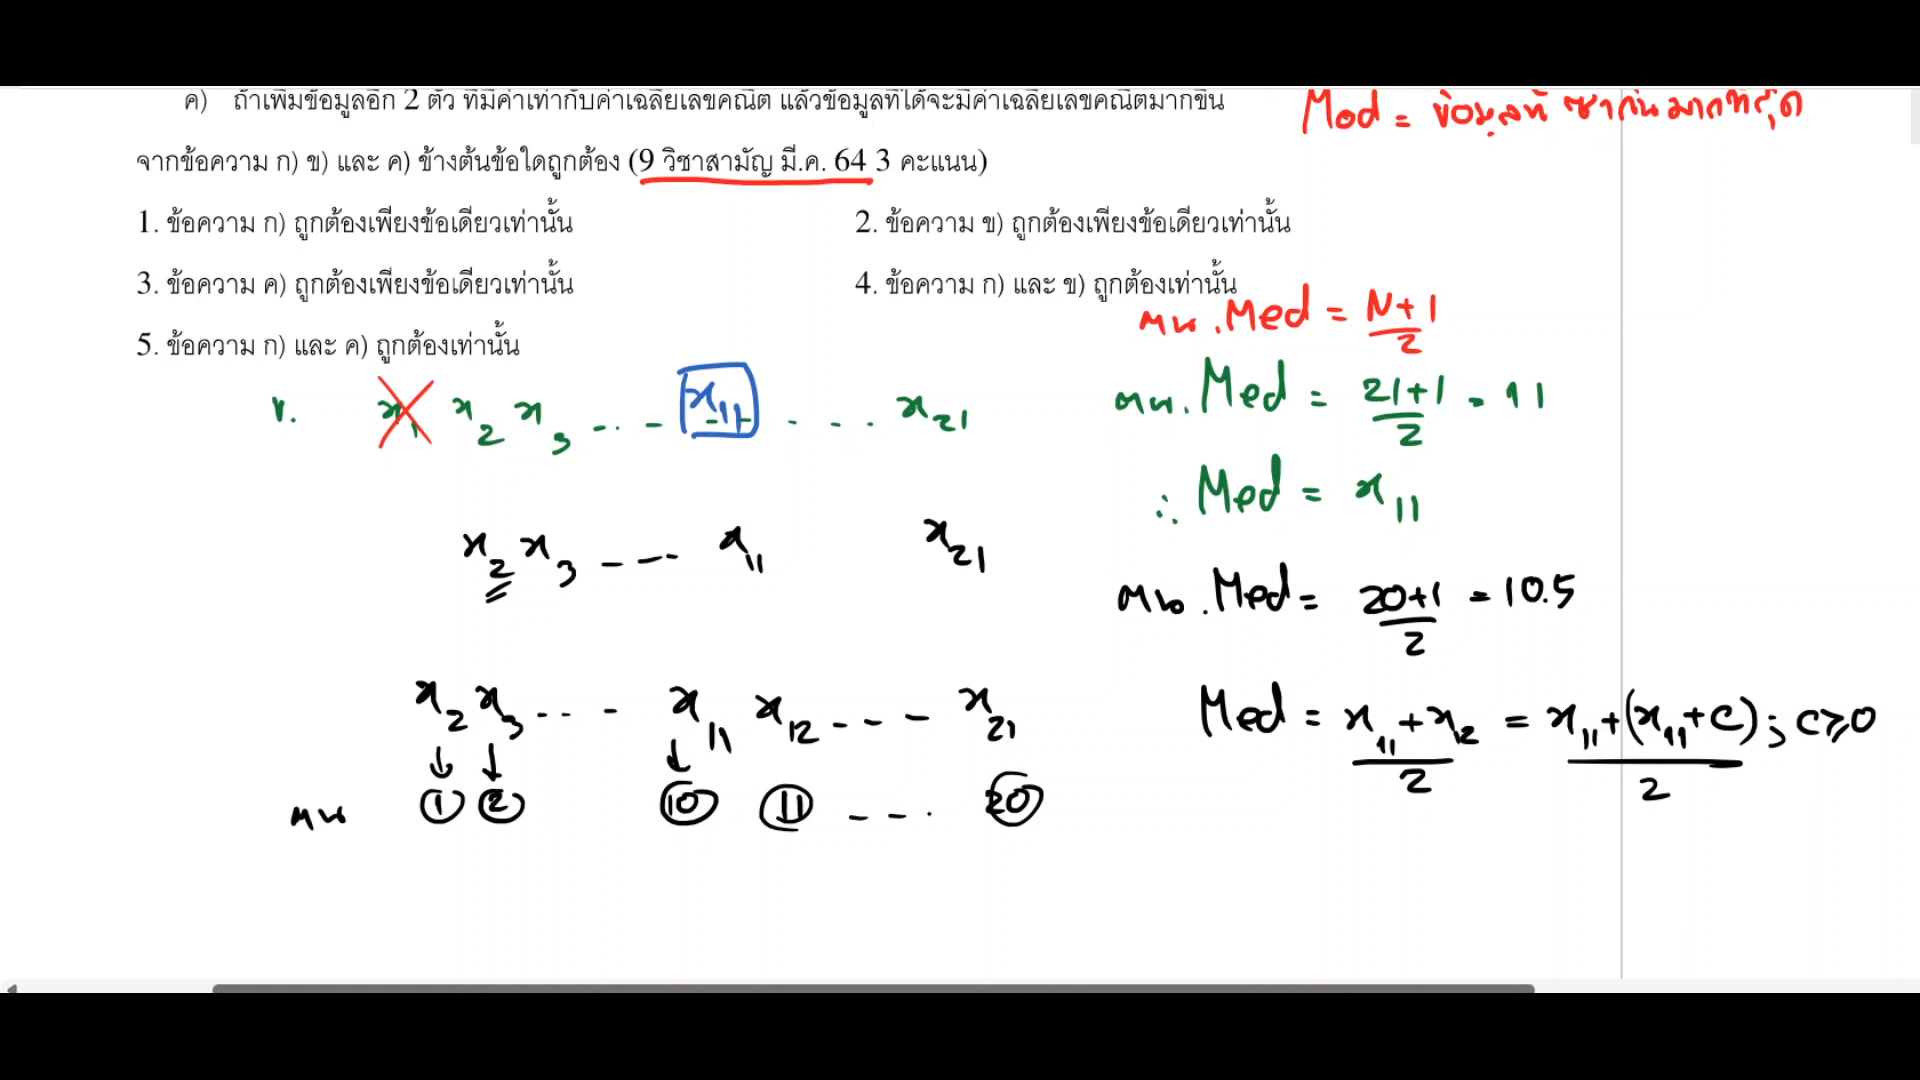 ค) ถ้าเพิ่มข้อมูลอีก 2 ตัว ที่มีค่าเท่ากับค่าเฉลี่ยเลขคณิต แล้วข้อมูลที่ได้จะมีค่าเฉลี่ยเลขคณิตมากขึ้น
Mod = ข้อมูลที่ ซ้ำกันมากที่สุด
จากข้อความ ก) ข) และ ค) ข้างต้นข้อใดถูกต้อง (9 วิชาสามัญ มี.ค. 64 3 คะแนน)
1. ข้อความ ก) ถูกต้องเพียงข้อเดียวเท่านั้น
2. ข้อความ ข) ถูกต้องเพียงข้อเดียวเท่านั้น
3. ข้อความ ค) ถูกต้องเพียงข้อเดียวเท่านั้น
4. ข้อความ ก) และ ข) ถูกต้องเท่านั้น
5. ข้อความ ก) และ ค) ถูกต้องเท่านั้น
ตน. Med = N+1/2
ข. x1 x2 x3 ... x11 ... x21
ตน. Med = 21+1/2 = 11
∴ Med = x11
x2 x3 ---- x11 x21
ตน. Med = 20+1/2 = 10.5
x2 x3 ... x11 x12 --- x21
Med = x11+x12/2 = x11+(x11+c)/2 ; c≥0
ตน ① ② ⑩ ⑪ --- ⑳